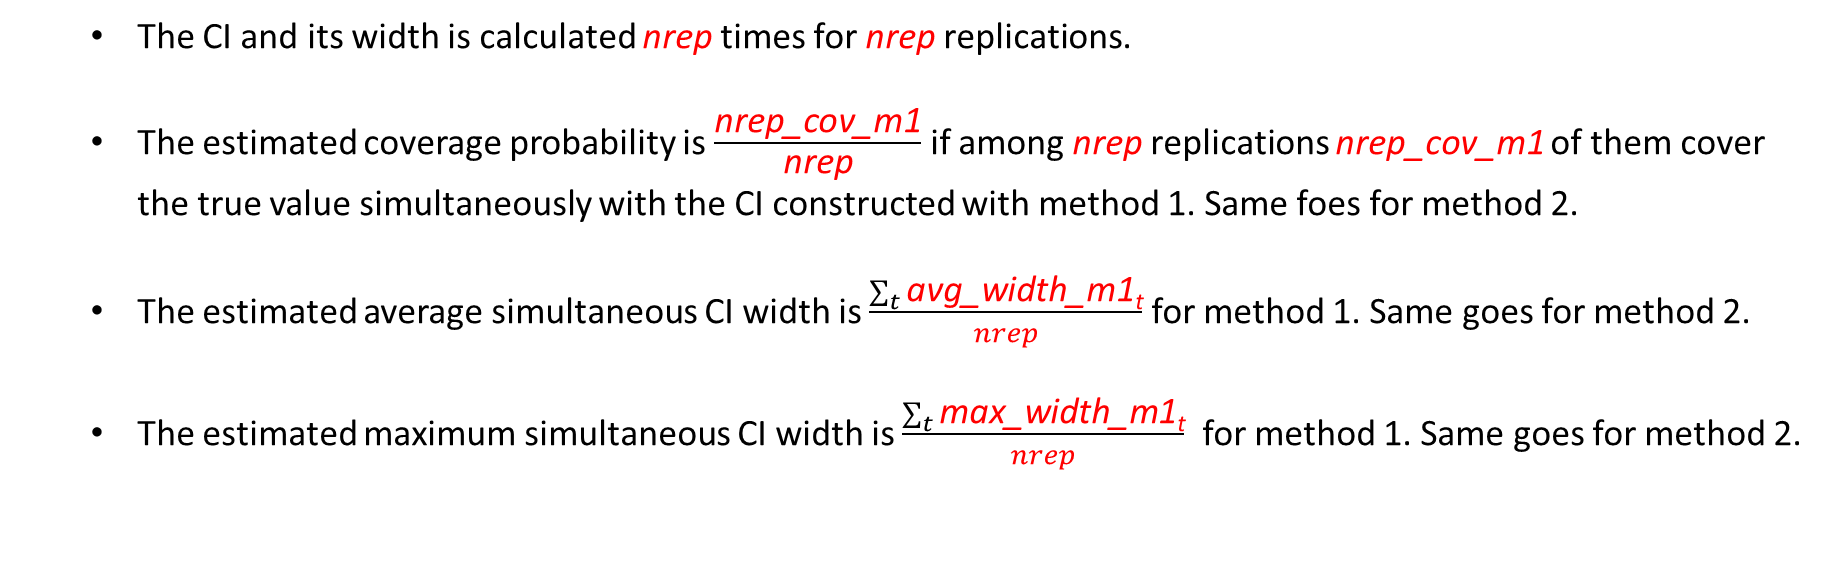 • The CI and its width is calculated nrep times for nrep replications.
• The estimated coverage probability is nrep_cov_m1 / nrep if among nrep replications nrep_cov_m1 of them cover
the true value simultaneously with the CI constructed with method 1. Same foes for method 2.
• The estimated average simultaneous CI width is ∑t avg_width_m1t / nrep for method 1. Same goes for method 2.
• The estimated maximum simultaneous CI width is ∑t max_width_m1t / nrep for method 1. Same goes for method 2.